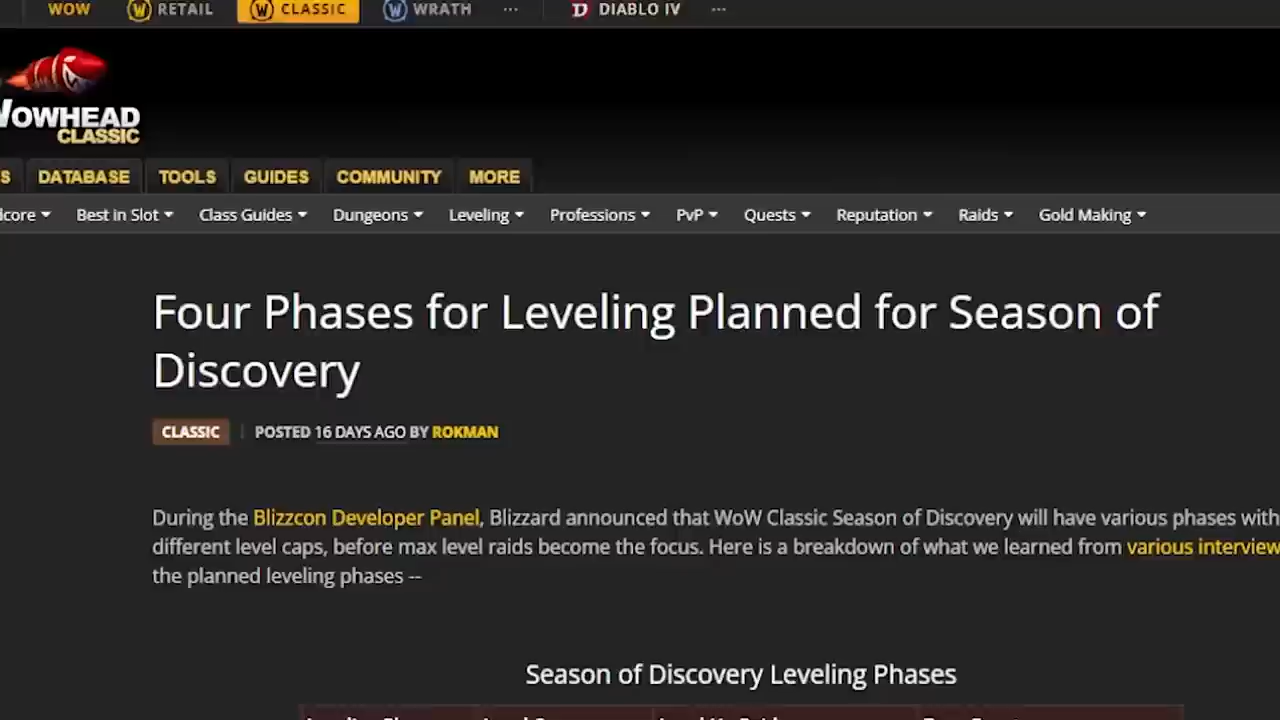 WOW RETAIL CLASSIC WRATH ... DIABLO IV ...
WOWHEAD
CLASSIC
DATABASE TOOLS GUIDES COMMUNITY MORE
Best in Slot Class Guides Dungeons Leveling Professions PvP Quests Reputation Raids Gold Making
Four Phases for Leveling Planned for Season of
Discovery
CLASSIC | POSTED 16 DAYS AGO BY ROKMAN
During the Blizzcon Developer Panel, Blizzard announced that WoW Classic Season of Discovery will have various phases with
different level caps, before max level raids become the focus. Here is a breakdown of what we learned from various interview
the planned leveling phases --
Season of Discovery Leveling Phases